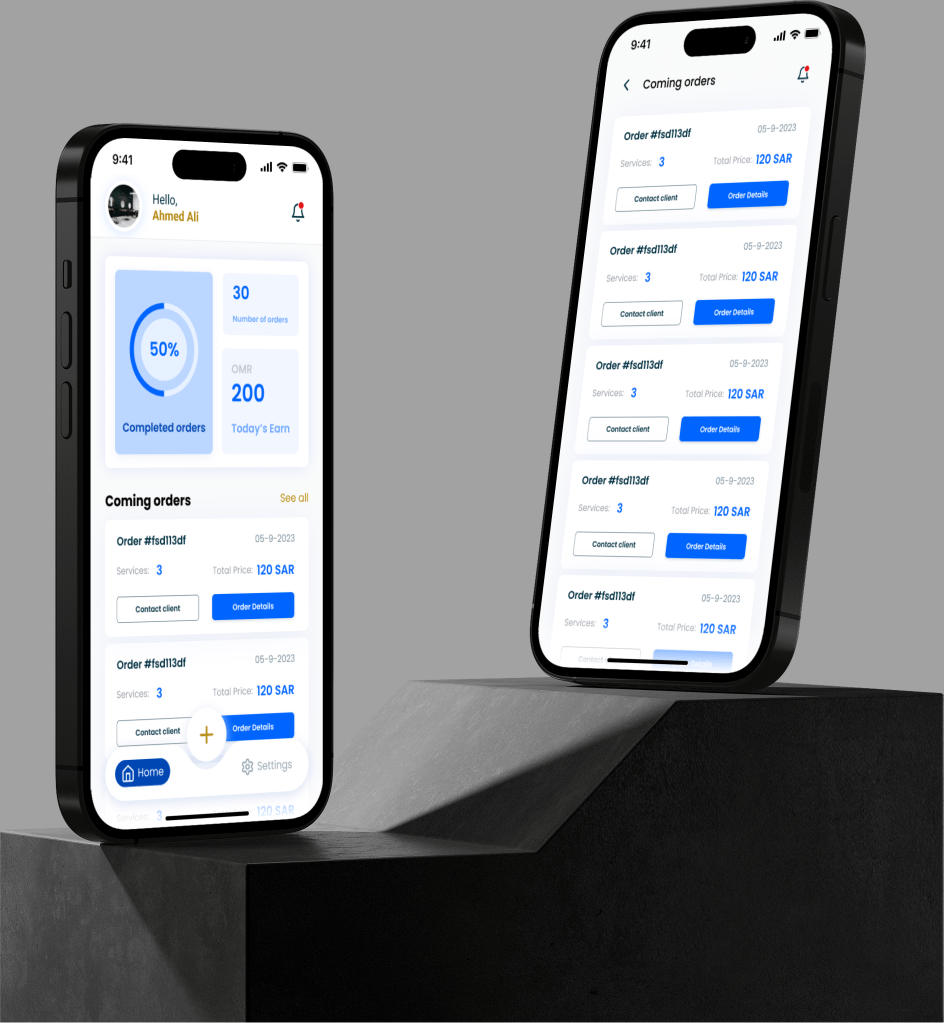 9:41
Hello,
Ahmed Ali
50%
Completed orders
30
Number of orders
OMR
200
Today's Earn
Coming orders
See all
Order #fsd113df
05-9-2023
Services: 3
Total Price: 120 SAR
Contact client
Order Details
Order #fsd113df
05-9-2023
Services: 3
Total Price: 120 SAR
Contact client
Order Details
+
Home
Settings
Services: 3
120 SAR
9:41
Coming orders
Order #fsd113df
05-9-2023
Services: 3
Total Price: 120 SAR
Contact client
Order Details
Order #fsd113df
05-9-2023
Services: 3
Total Price: 120 SAR
Contact client
Order Details
Order #fsd113df
05-9-2023
Services: 3
Total Price: 120 SAR
Contact client
Order Details
Order #fsd113df
05-9-2023
Services: 3
Total Price: 120 SAR
Contact client
Order Details
Order #fsd113df
05-9-2023
Services: 3
Total Price: 120 SAR